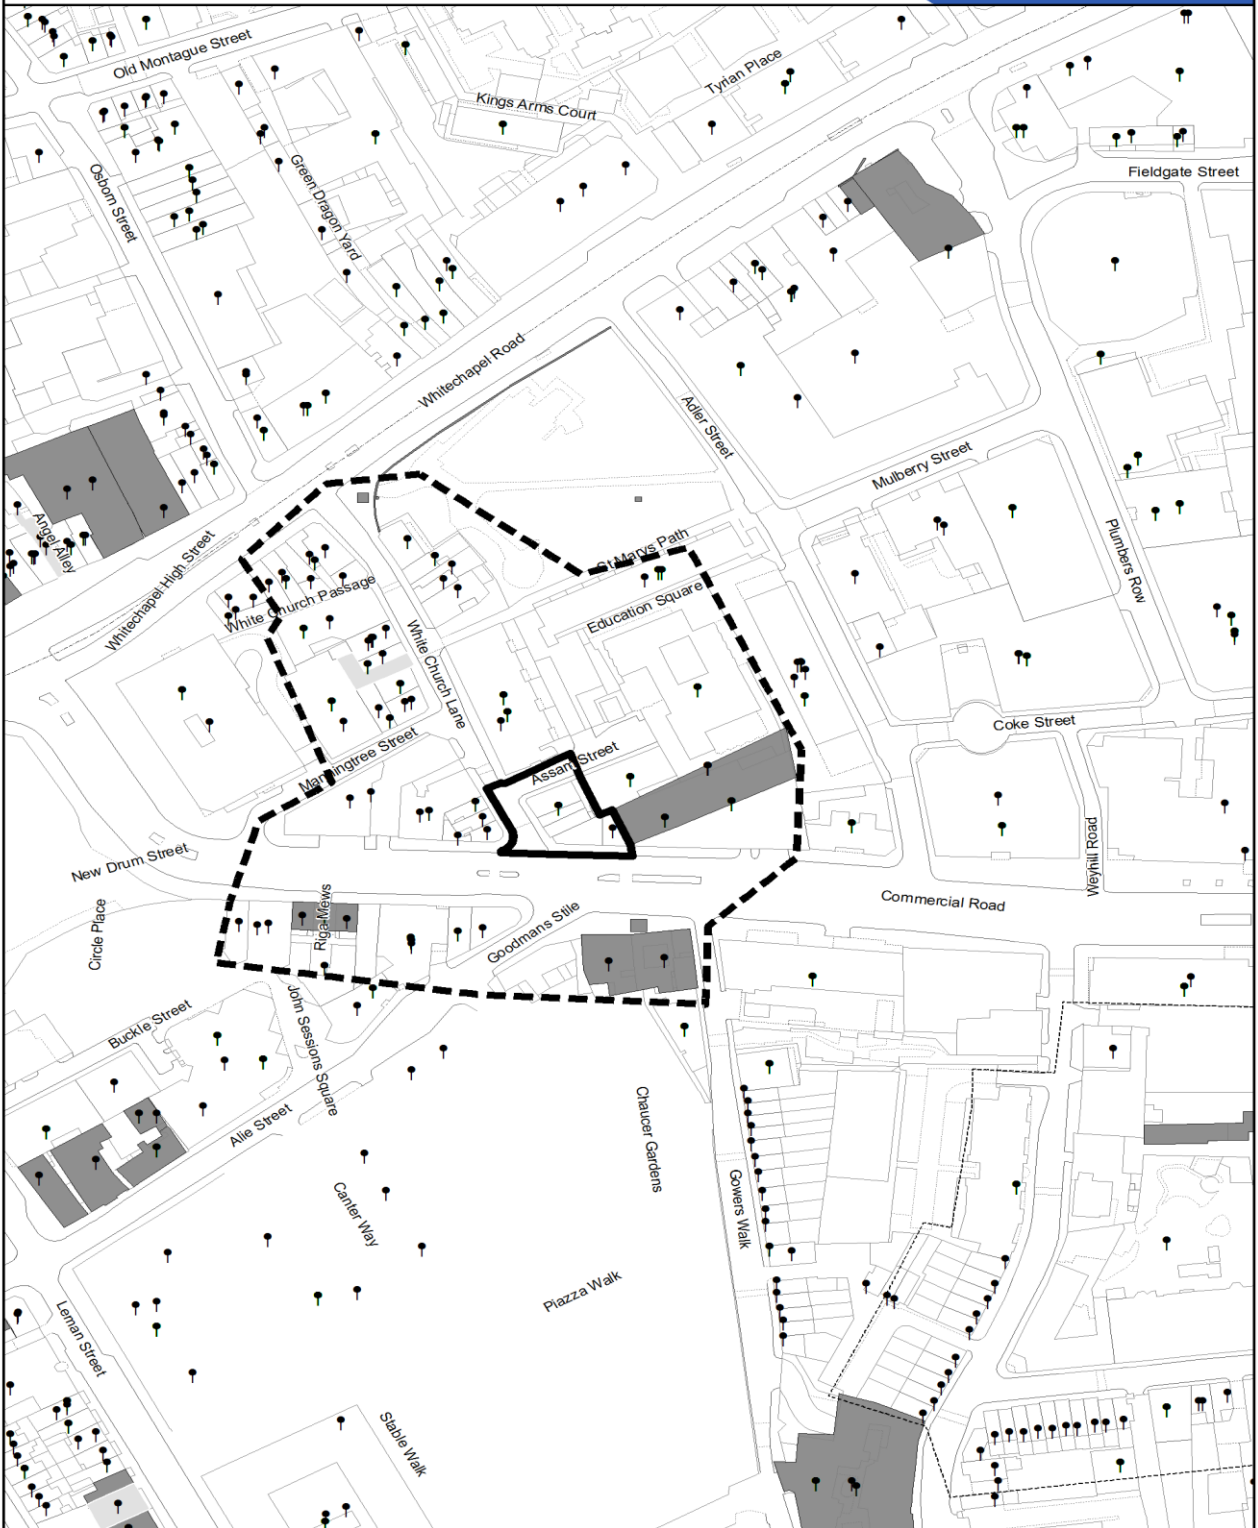 Old Montague Street
Tyrian Place
Kings Arms Court
Fieldgate Street
Osborn Street
Green Dragon Yard
Whitechapel Road
Adler Street
Mulberry Street
Angel Alley
Whitechapel High Street
St Marys Path
Plumbers Row
White Church Passage
Education Square
White Church Lane
Coke Street
Manningtree Street
Assam Street
New Drum Street
Weyhill Road
Commercial Road
Circle Place
Riga Mews
Goodmans Stile
Buckle Street
John Sessions Square
Alie Street
Chaucer Gardens
Gowers Walk
Canter Way
Piazza Walk
Leman Street
Stable Walk